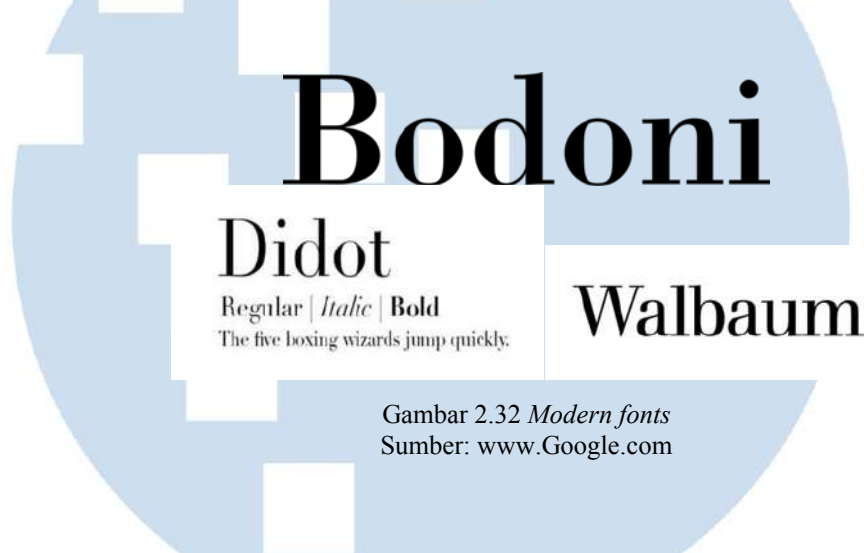 Bodoni
Didot
Regular | Italic | Bold
The five boxing wizards jump quickly.
Walbaum
Gambar 2.32 Modern fonts
Sumber: www.Google.com